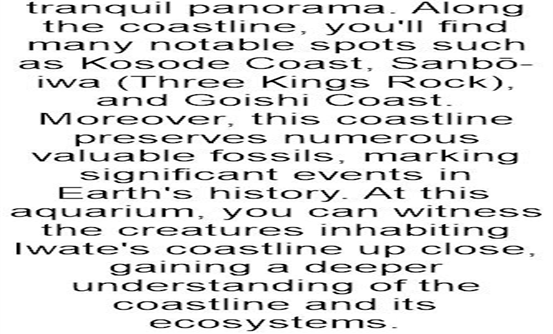 tranquil panorama. Along
the coastline, you'll find
many notable spots such
as Kosode Coast, Sanbō-
iwa (Three Kings Rock),
and Goishi Coast.
Moreover, this coastline
preserves numerous
valuable fossils, marking
significant events in
Earth's history. At this
aquarium, you can witness
the creatures inhabiting
Iwate's coastline up close,
gaining a deeper
understanding of the
coastline and its
ecosystems.